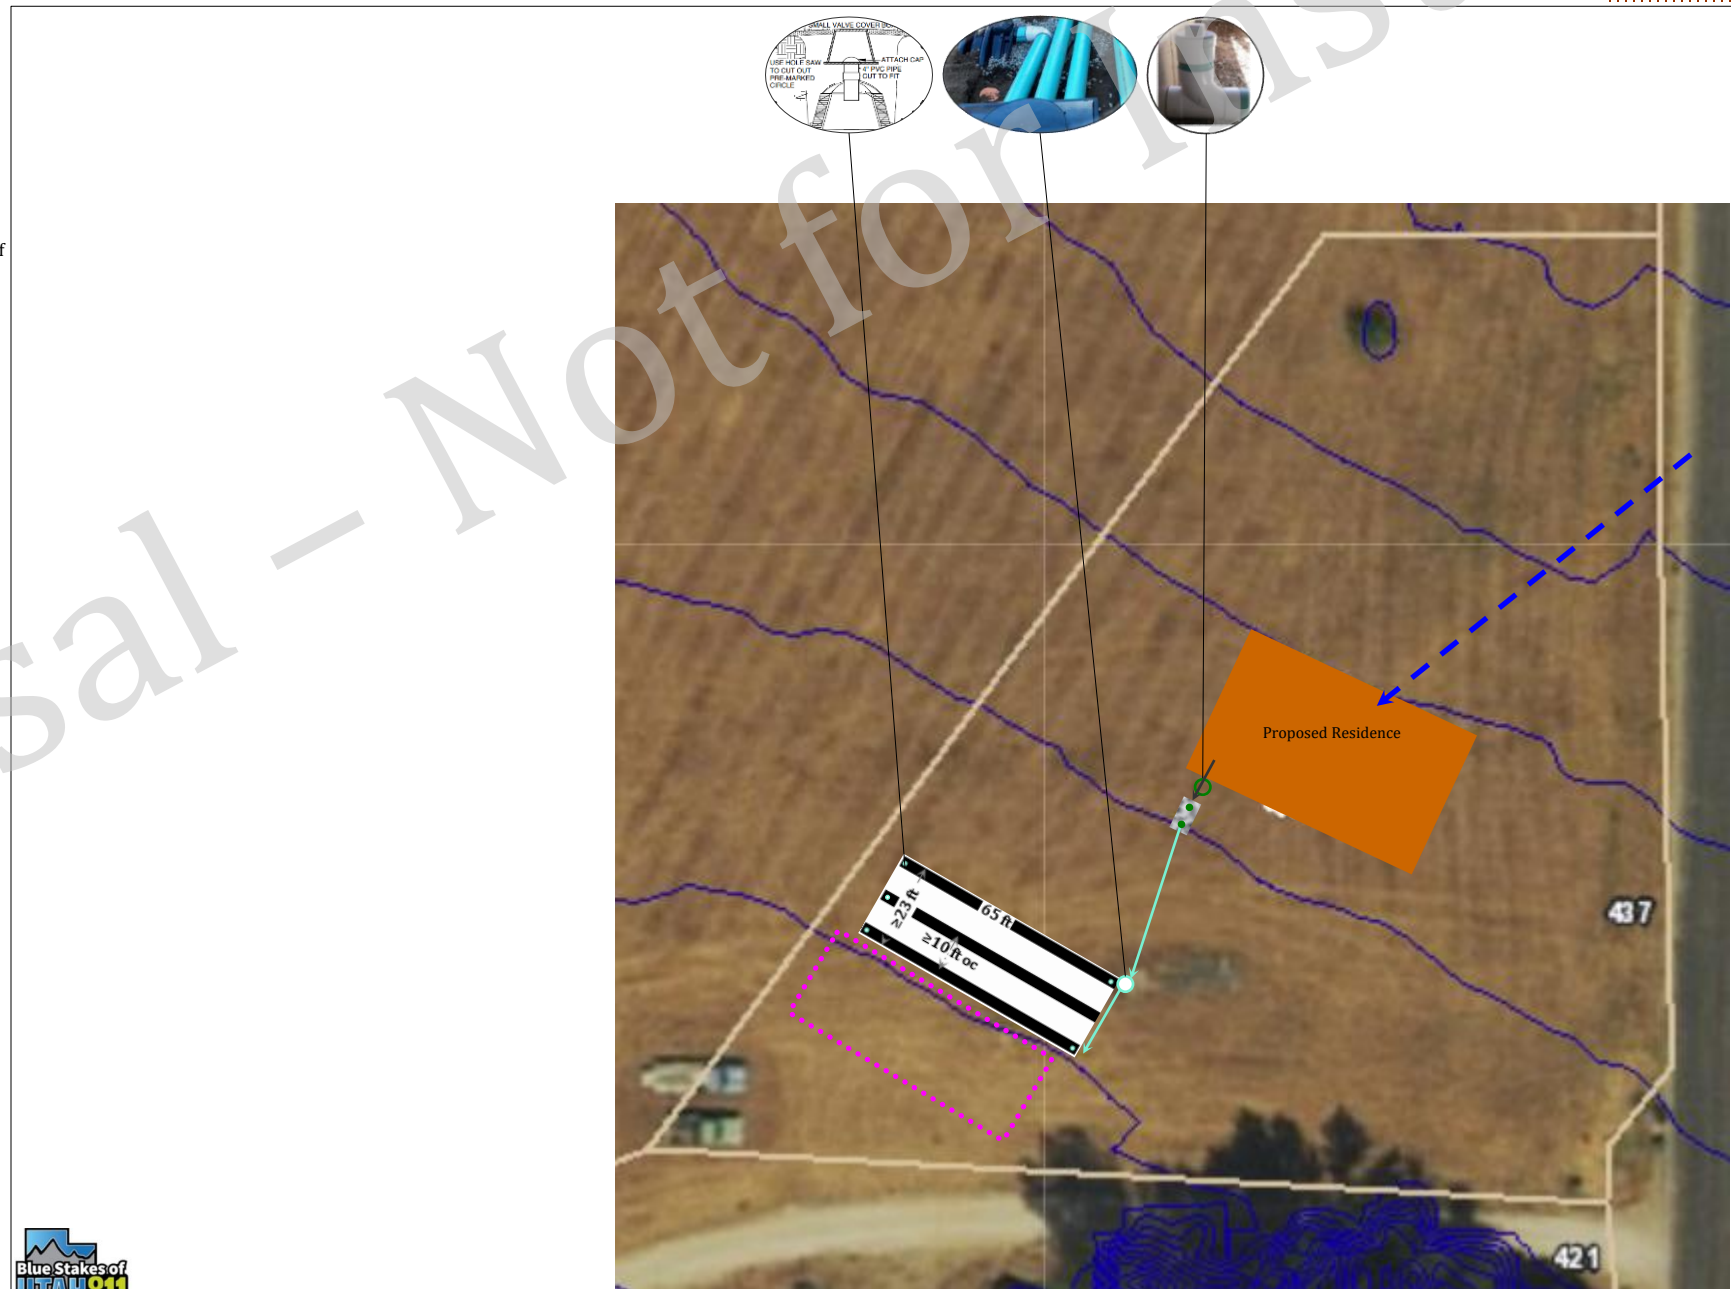 SMALL VALVE COVER BOX
USE HOLE SAW
TO CUT OUT
PRE-MARKED
CIRCLE
ATTACH CAP
4" PVC PIPE
CUT TO FIT
f
sal – Not for Inst
Proposed Residence
65 ft
≥23 ft
≥10 ft oc
437
421
Blue Stakes of
UTAH 811